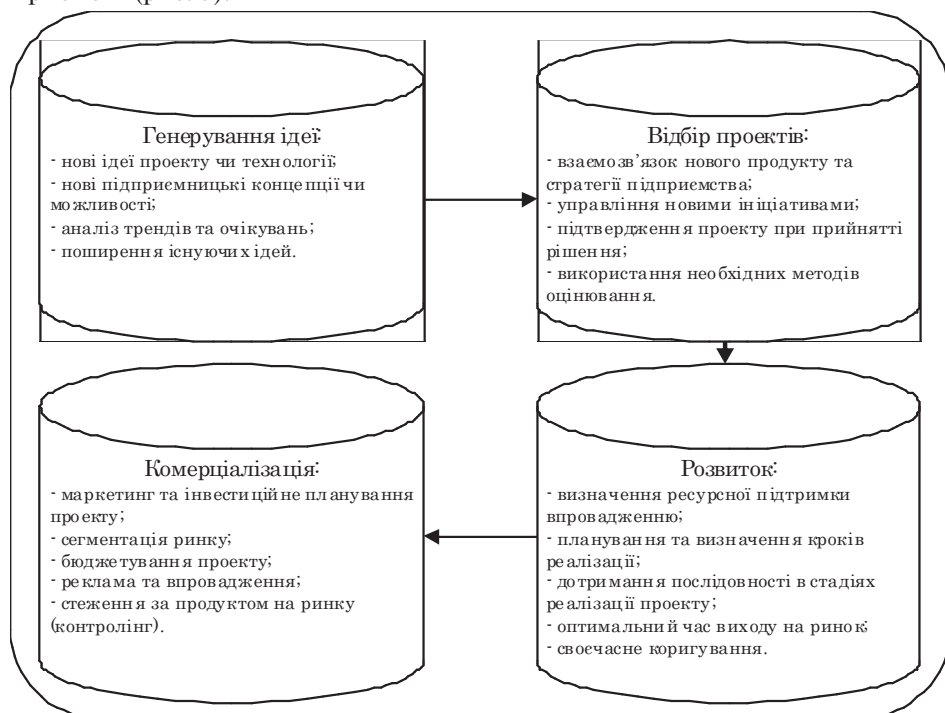 Генерування ідеї:
- нові ідеї проекту чи технології;
- нові підприємницькі концепції чи
можливості;
- аналіз трендів та очікувань;
- поширення існуючих ідей.
Відбір проектів:
- взаємозв’язок нового продукту та
стратегії підприємства;
- управління новими ініціативами;
- підтвердження проекту при прийнятті
рішення;
- використання необхідних методів
оцінювання.
Комерціалізація:
- маркетинг та інвестиційне планування
проекту;
- сегментація ринку;
- бюджетування проекту;
- реклама та впровадження;
- стеження за продуктом на ринку
(контролінг).
Розвиток:
- визначення ресурсної підтримки
впровадженню;
- планування та визначення кроків
реалізації;
- дотримання послідовності в стадіях
реалізації проекту;
- оптимальний час виходу на ринок;
- своєчасне коригування.